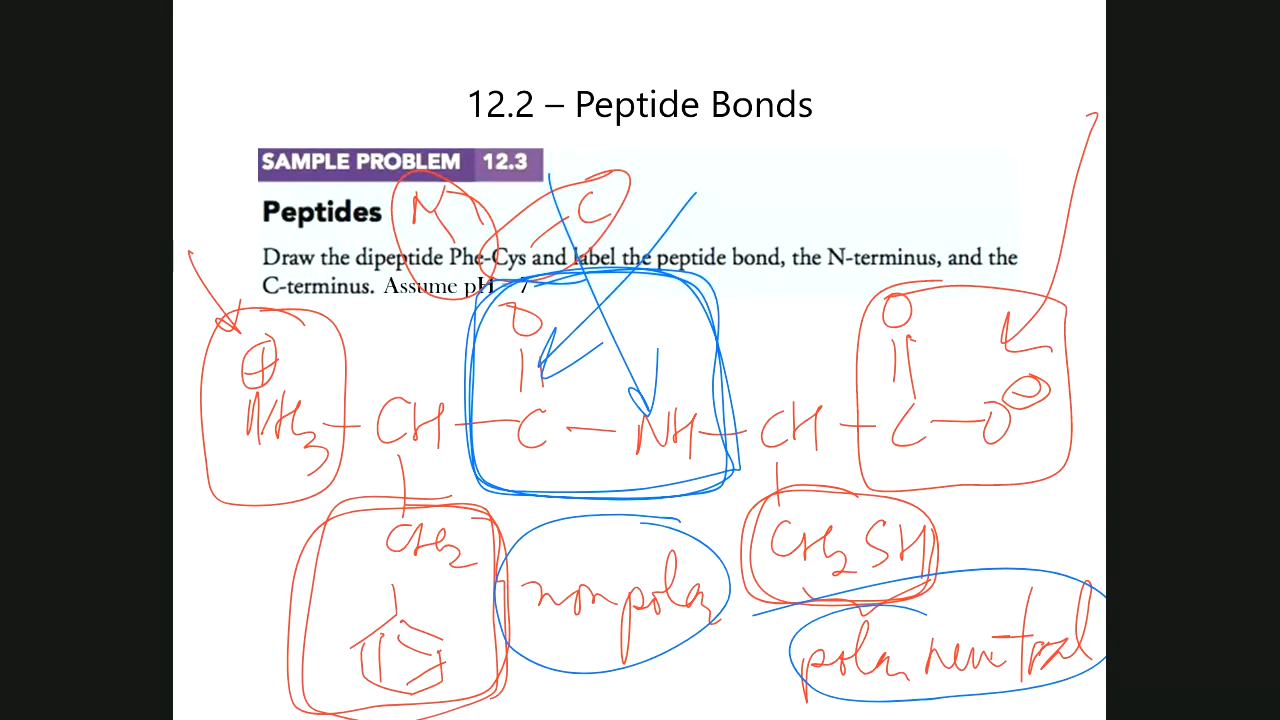 12.2 – Peptide Bonds
SAMPLE PROBLEM 12.3
Peptides
N C
Draw the dipeptide Phe-Cys and label the peptide bond, the N-terminus, and the
C-terminus. Assume pH = 7
O O
⊕ ⊖
NH3 — CH — C — NH — CH — C — O
CH2 CH2SH
nonpolar
polar neutral